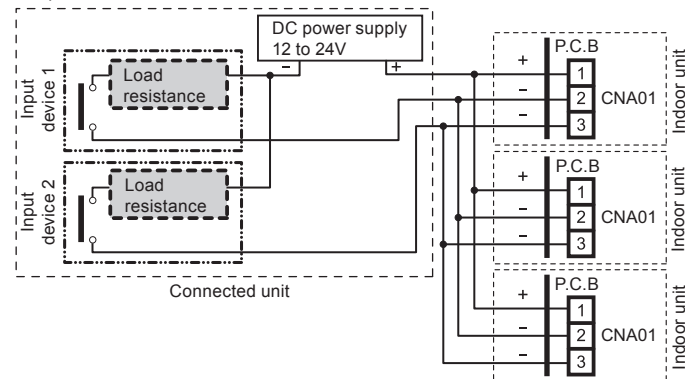 DC power supply
12 to 24V
–
+
Input
device 1
Load
resistance
Input
device 2
Load
resistance
Connected unit
P.C.B
+
–
–
1
2
3
CNA01
Indoor unit
P.C.B
+
–
–
1
2
3
CNA01
Indoor unit
P.C.B
+
–
–
1
2
3
CNA01
Indoor unit